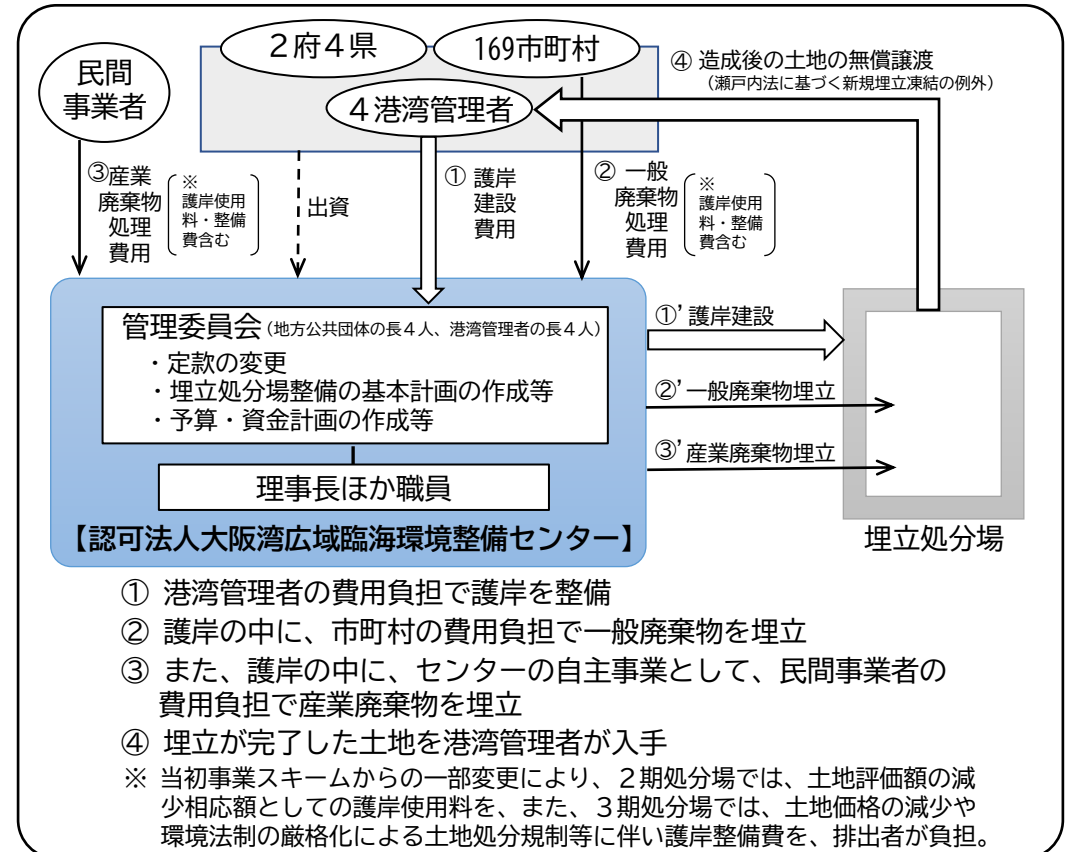 2府4県
169市町村
民間
事業者
4港湾管理者
④ 造成後の土地の無償譲渡
(瀬戸内法に基づく新規埋立凍結の例外)
③産業
廃棄物
処理
費用
※
護岸使用
料・整備
費含む
出資
① 護岸
建設
費用
② 一般
廃棄物
処理
費用
※
護岸使用
料・整備
費含む
管理委員会(地方公共団体の長4人、港湾管理者の長4人)
・定款の変更
・埋立処分場整備の基本計画の作成等
・予算・資金計画の作成等
理事長ほか職員
【認可法人大阪湾広域臨海環境整備センター】
①’護岸建設
②’一般廃棄物埋立
③’産業廃棄物埋立
埋立処分場
① 港湾管理者の費用負担で護岸を整備
② 護岸の中に、市町村の費用負担で一般廃棄物を埋立
③ また、護岸の中に、センターの自主事業として、民間事業者の
費用負担で産業廃棄物を埋立
④ 埋立が完了した土地を港湾管理者が入手
※ 当初事業スキームからの一部変更により、2期処分場では、土地評価額の減
少相応額としての護岸使用料を、また、3期処分場では、土地価格の減少や
環境法制の厳格化による土地処分規制等に伴い護岸整備費を、排出者が負担。